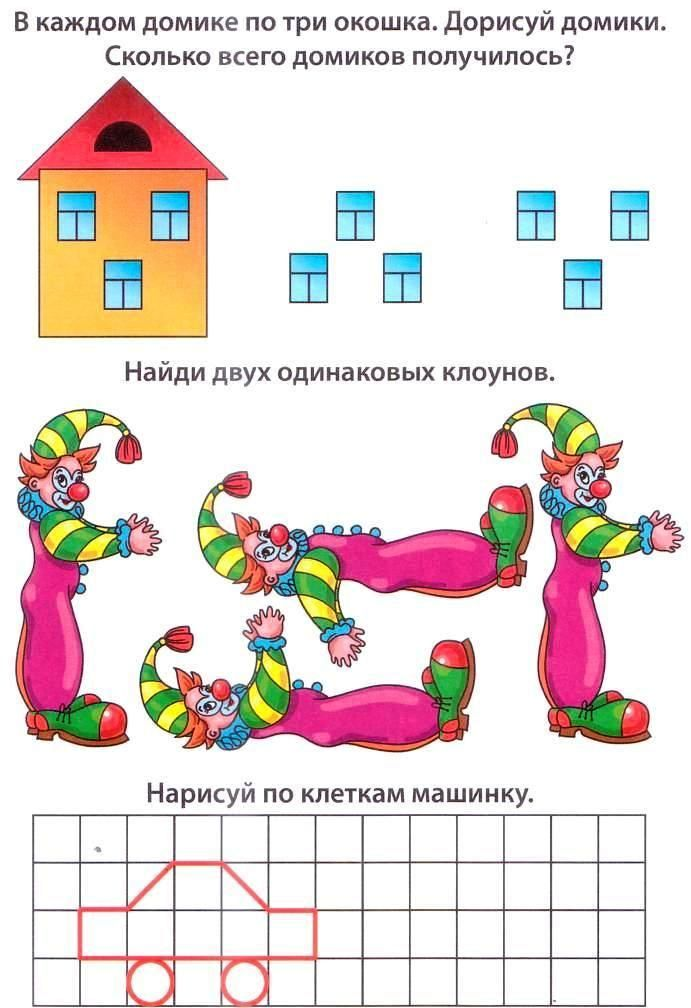 В каждом домике по три окошка. Дорисуй домики.
Сколько всего домиков получилось?
Найди двух одинаковых клоунов.
Нарисуй по клеткам машинку.